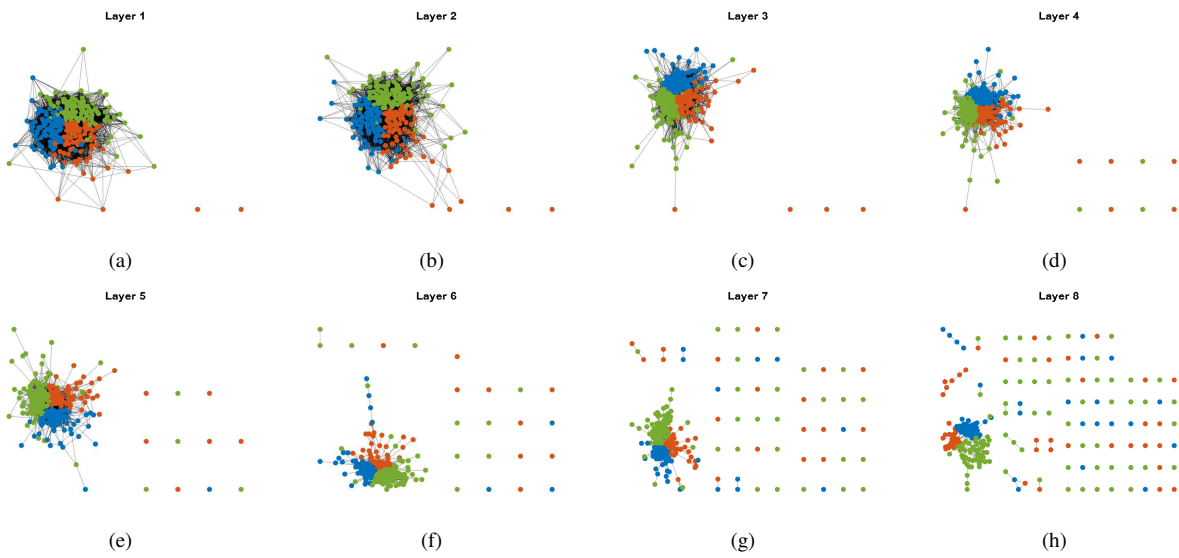 Layer 1 Layer 2 Layer 3 Layer 4
(a) (b) (c) (d)
Layer 5 Layer 6 Layer 7 Layer 8
(e) (f) (g) (h)